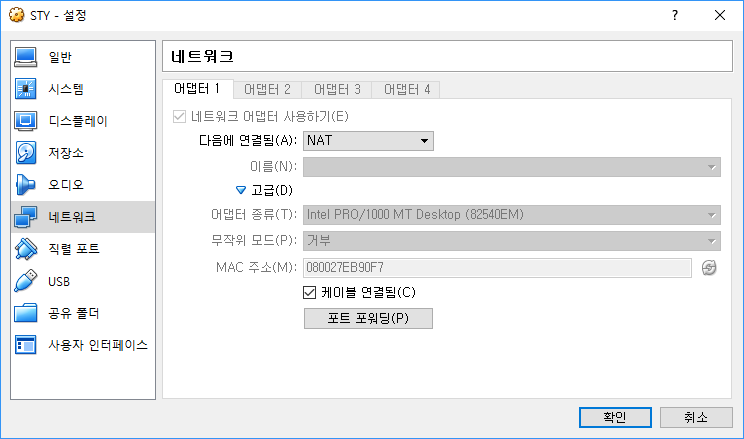 STY - 설정
일반
시스템
디스플레이
저장소
오디오
네트워크
직렬 포트
USB
공유 폴더
사용자 인터페이스
네트워크
어댑터 1 어댑터 2 어댑터 3 어댑터 4
네트워크 어댑터 사용하기(E)
다음에 연결됨(A): NAT
이름(N):
고급(D)
어댑터 종류(T): Intel PRO/1000 MT Desktop (82540EM)
무작위 모드(P): 거부
MAC 주소(M): 080027EB90F7
케이블 연결됨(C)
포트 포워딩(P)
확인 취소